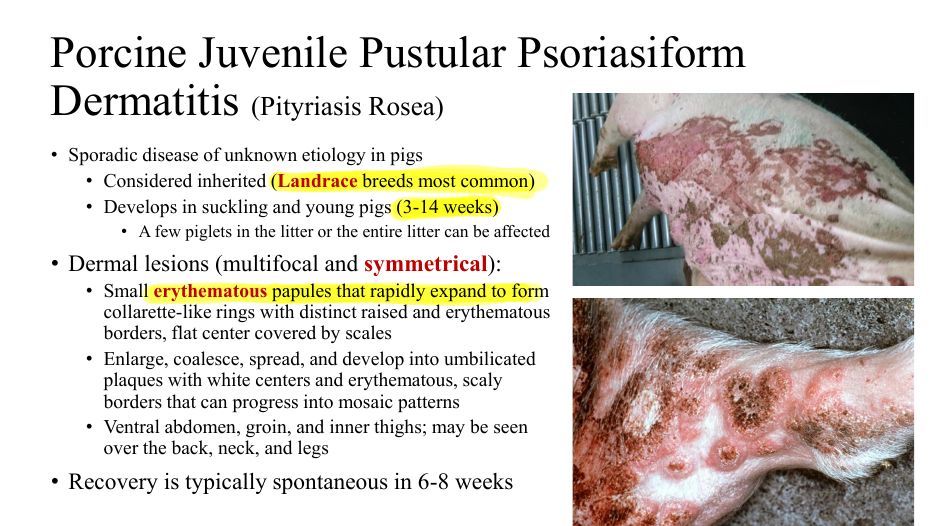 Porcine Juvenile Pustular Psoriasiform
Dermatitis (Pityriasis Rosea)
• Sporadic disease of unknown etiology in pigs
• Considered inherited (Landrace breeds most common)
• Develops in suckling and young pigs (3-14 weeks)
• A few piglets in the litter or the entire litter can be affected
• Dermal lesions (multifocal and symmetrical):
• Small erythematous papules that rapidly expand to form
collarette-like rings with distinct raised and erythematous
borders, flat center covered by scales
• Enlarge, coalesce, spread, and develop into umbilicated
plaques with white centers and erythematous, scaly
borders that can progress into mosaic patterns
• Ventral abdomen, groin, and inner thighs; may be seen
over the back, neck, and legs
• Recovery is typically spontaneous in 6-8 weeks